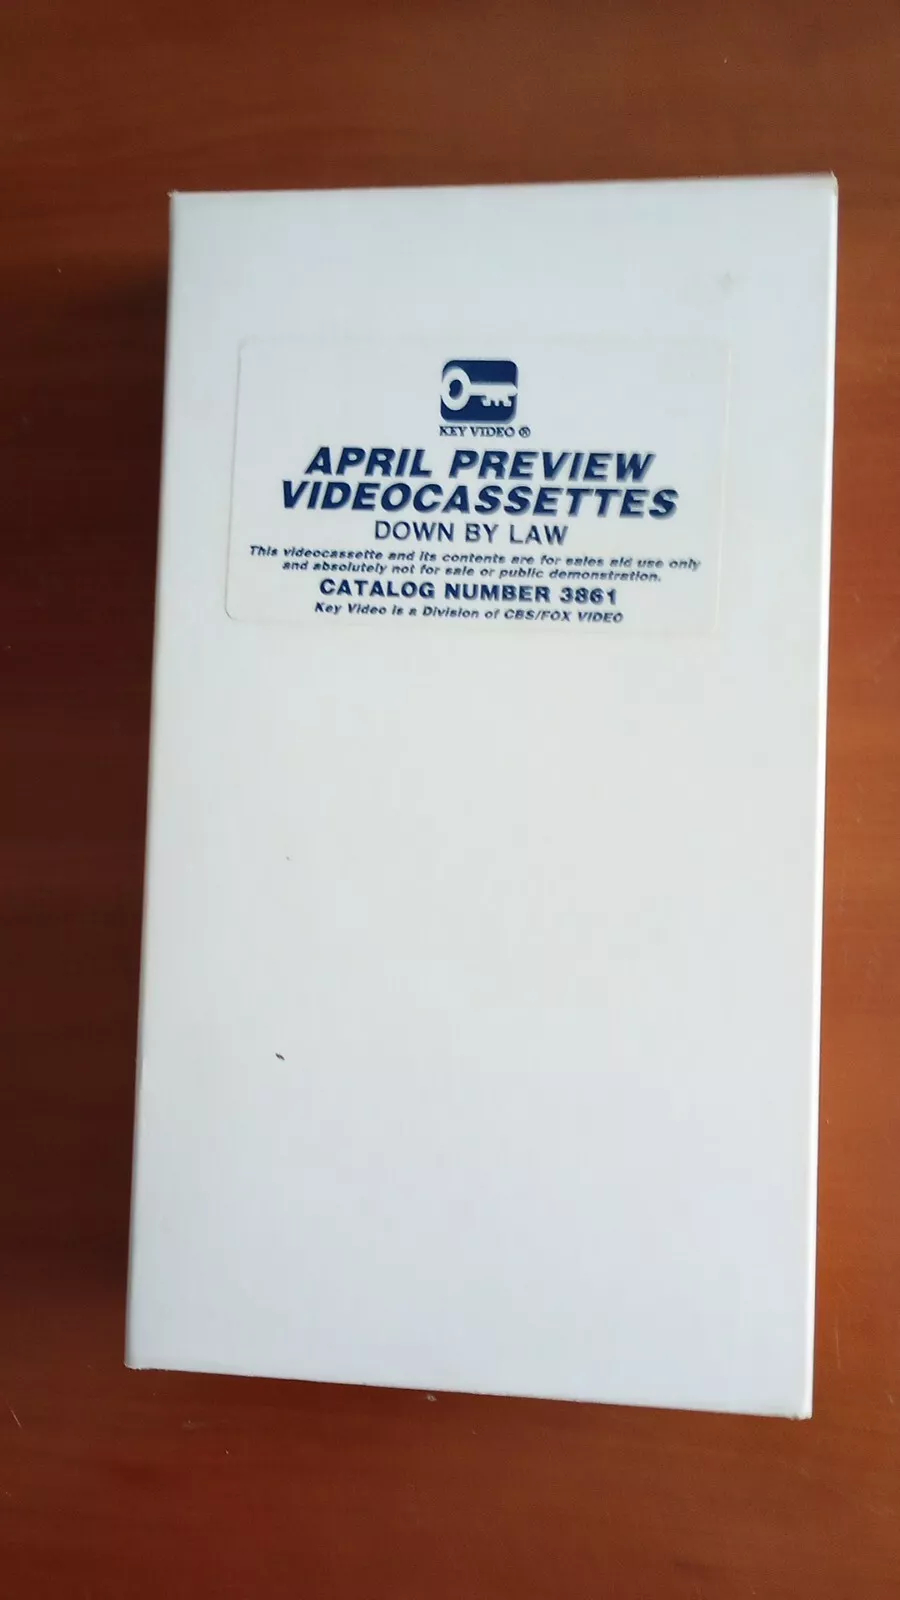 KEY VIDEO ®
APRIL PREVIEW
VIDEOCASSETTES
DOWN BY LAW
This videocassette and its contents are for sales aid use only
and absolutely not for sale or public demonstration.
CATALOG NUMBER 3861
Key Video is a Division of CBS/FOX VIDEO